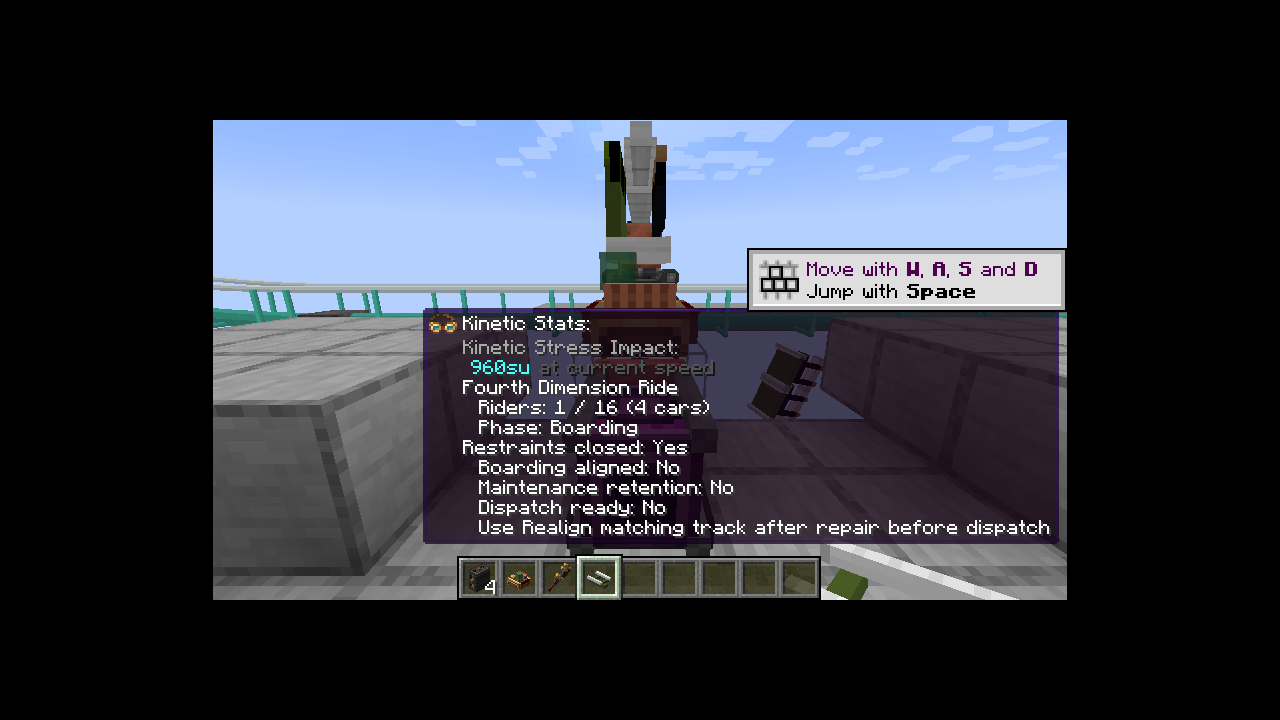 Move with W, A, S and D
Jump with Space
Kinetic Stats:
Kinetic Stress Impact:
960su at current speed
Fourth Dimension Ride
Riders: 1 / 16 (4 cars)
Phase: Boarding
Restraints closed: Yes
Boarding aligned: No
Maintenance retention: No
Dispatch ready: No
Use Realign matching track after repair before dispatch
4